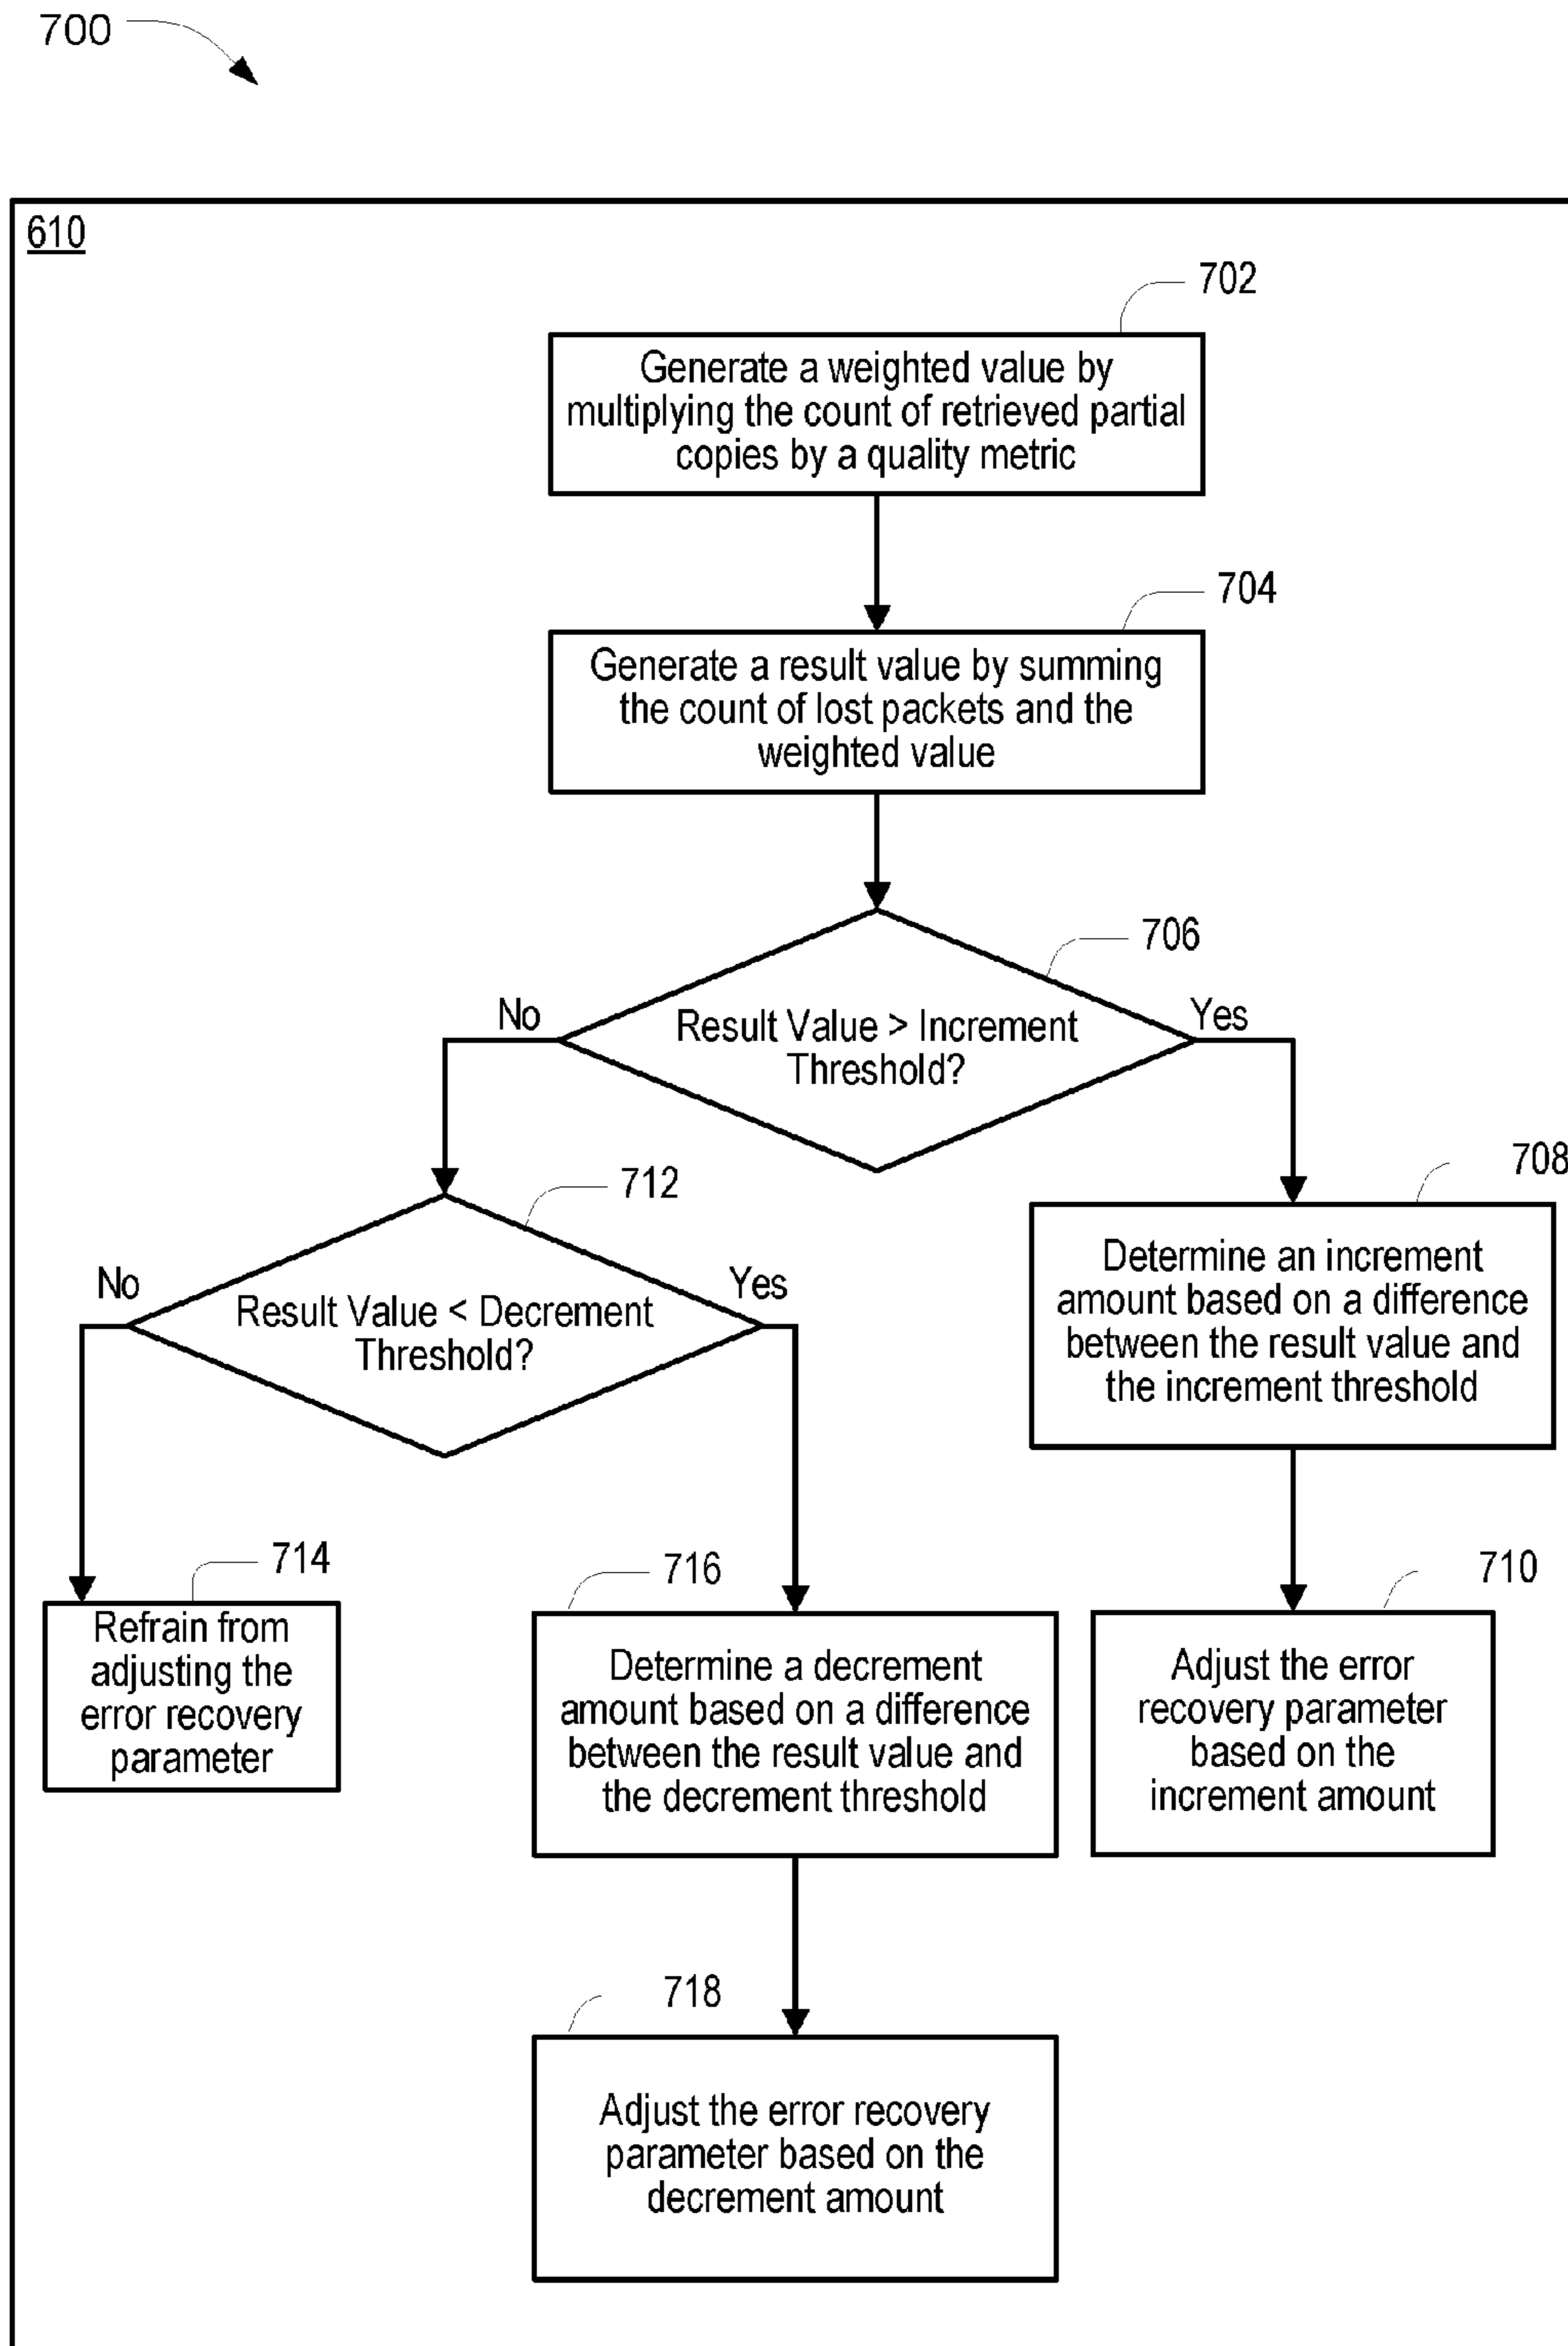 700
610
702
Generate a weighted value by
multiplying the count of retrieved partial
copies by a quality metric
704
Generate a result value by summing
the count of lost packets and the
weighted value
706
No
Result Value > Increment
Threshold?
Yes
712
No
Result Value < Decrement
Threshold?
Yes
708
Determine an increment
amount based on a difference
between the result value and
the increment threshold
714
Refrain from
adjusting the
error recovery
parameter
716
Determine a decrement
amount based on a difference
between the result value and
the decrement threshold
710
Adjust the error
recovery parameter
based on the
increment amount
718
Adjust the error recovery
parameter based on the
decrement amount